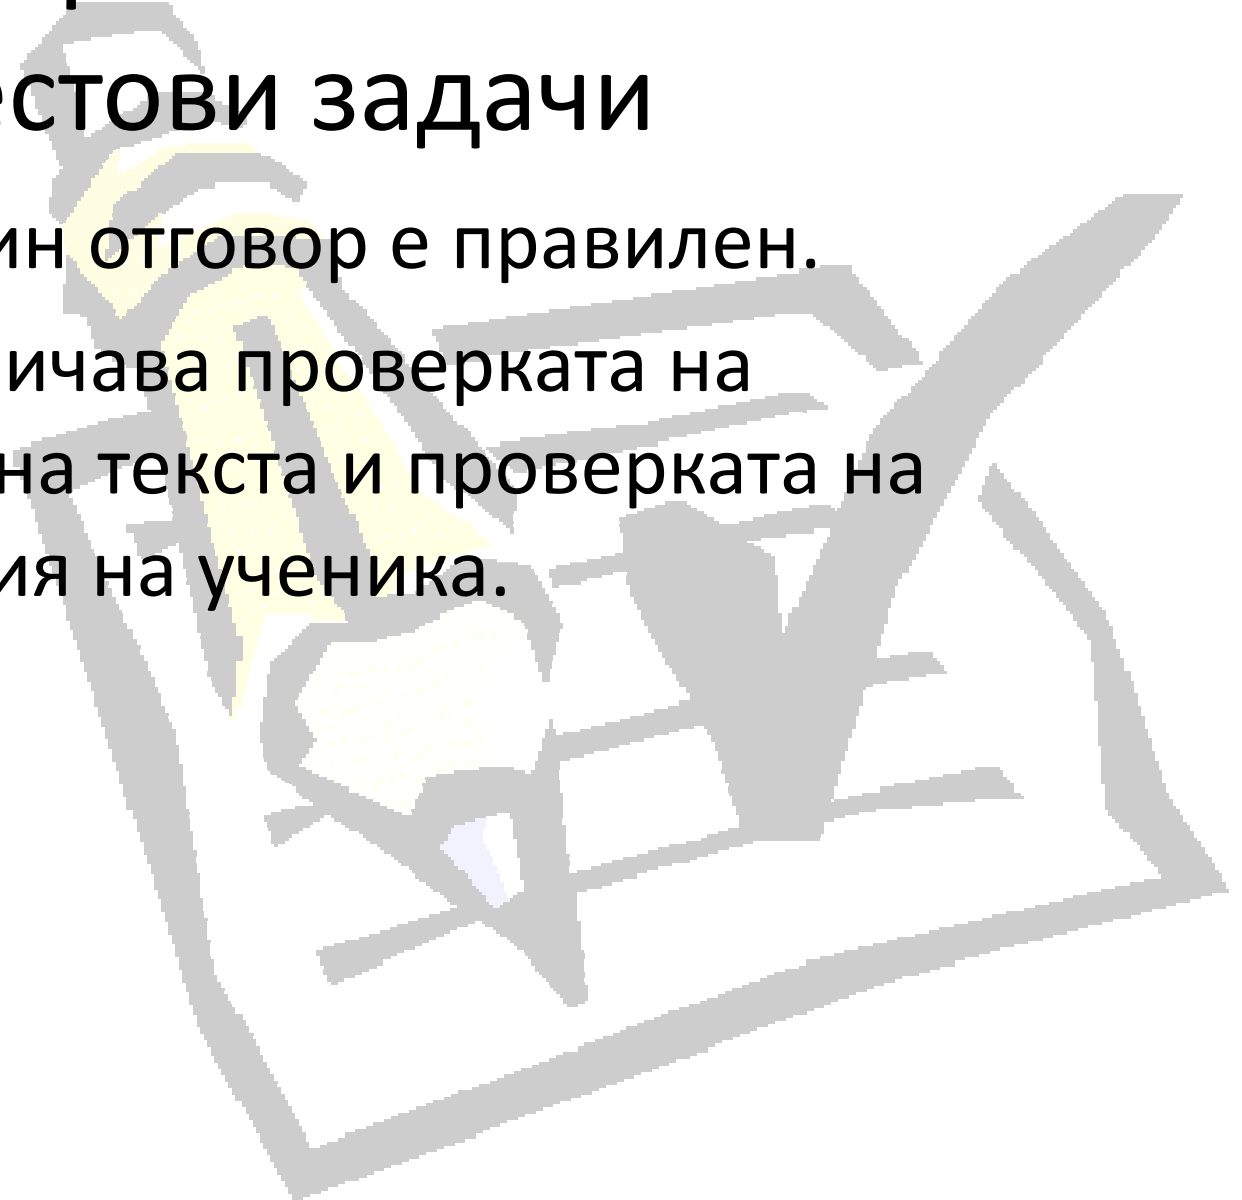 естови задачи
ин отговор е правилен.
ичава проверката на
на текста и проверката на
ия на ученика.